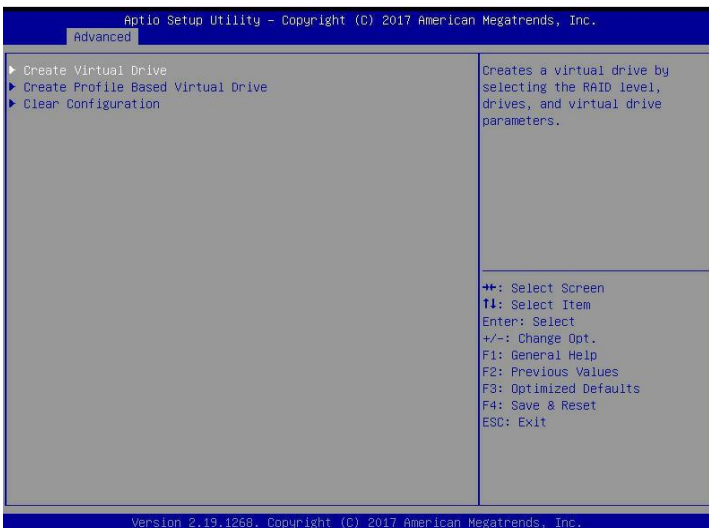 Aptio Setup Utility – Copyright (C) 2017 American Megatrends, Inc.
Advanced
▶ Create Virtual Drive
▶ Create Profile Based Virtual Drive
▶ Clear Configuration
Creates a virtual drive by
selecting the RAID level,
drives, and virtual drive
parameters.
→←: Select Screen
↑↓: Select Item
Enter: Select
+/-: Change Opt.
F1: General Help
F2: Previous Values
F3: Optimized Defaults
F4: Save & Reset
ESC: Exit
Version 2.19.1268. Copyright (C) 2017 American Megatrends, Inc.